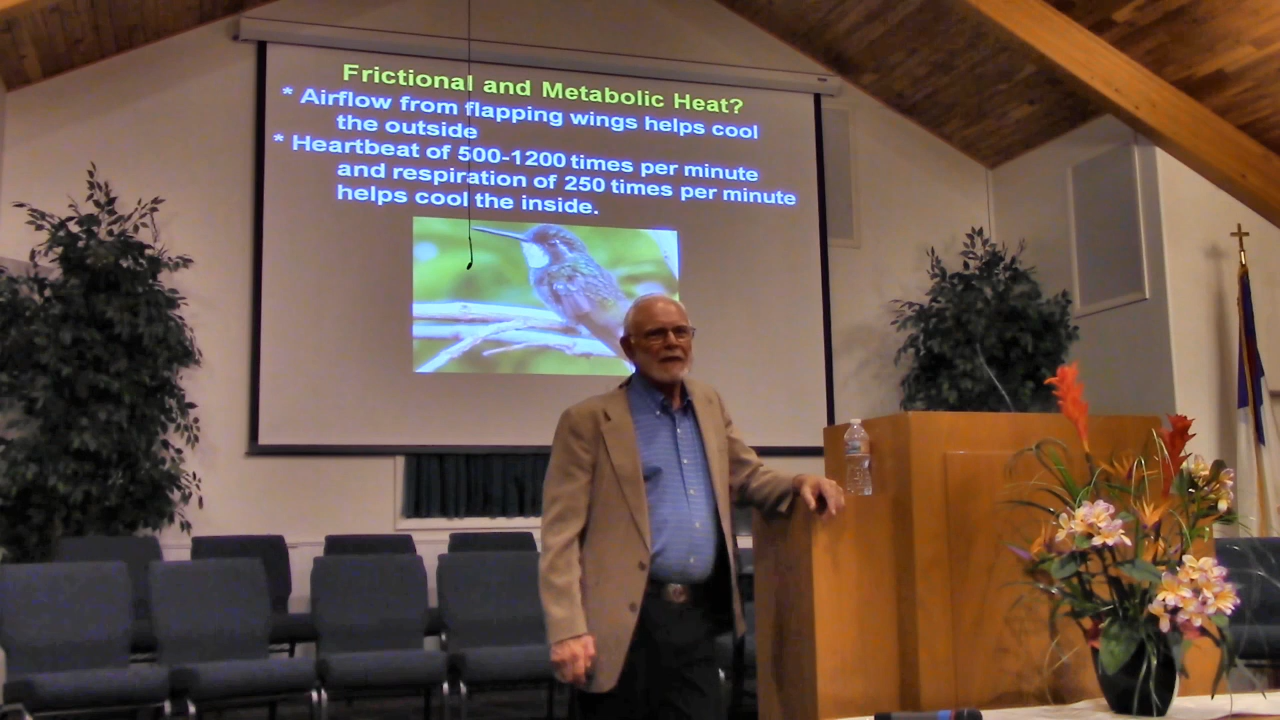 Frictional and Metabolic Heat?
* Airflow from flapping wings helps cool
the outside
* Heartbeat of 500-1200 times per minute
and respiration of 250 times per minute
helps cool the inside.